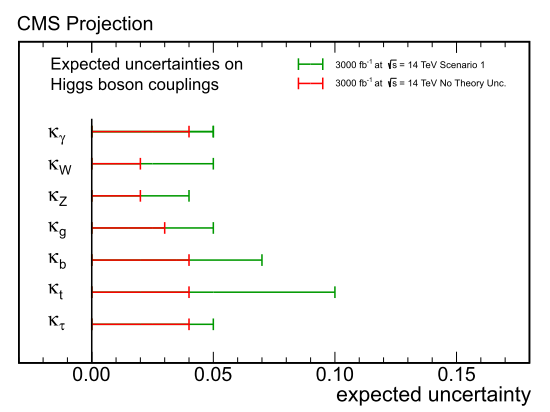 CMS Projection
Expected uncertainties on
Higgs boson couplings
3000 fb⁻¹ at √s = 14 TeV Scenario 1
3000 fb⁻¹ at √s = 14 TeV No Theory Unc.
κγ
κW
κZ
κg
κb
κt
κτ
0.00 0.05 0.10 0.15
expected uncertainty